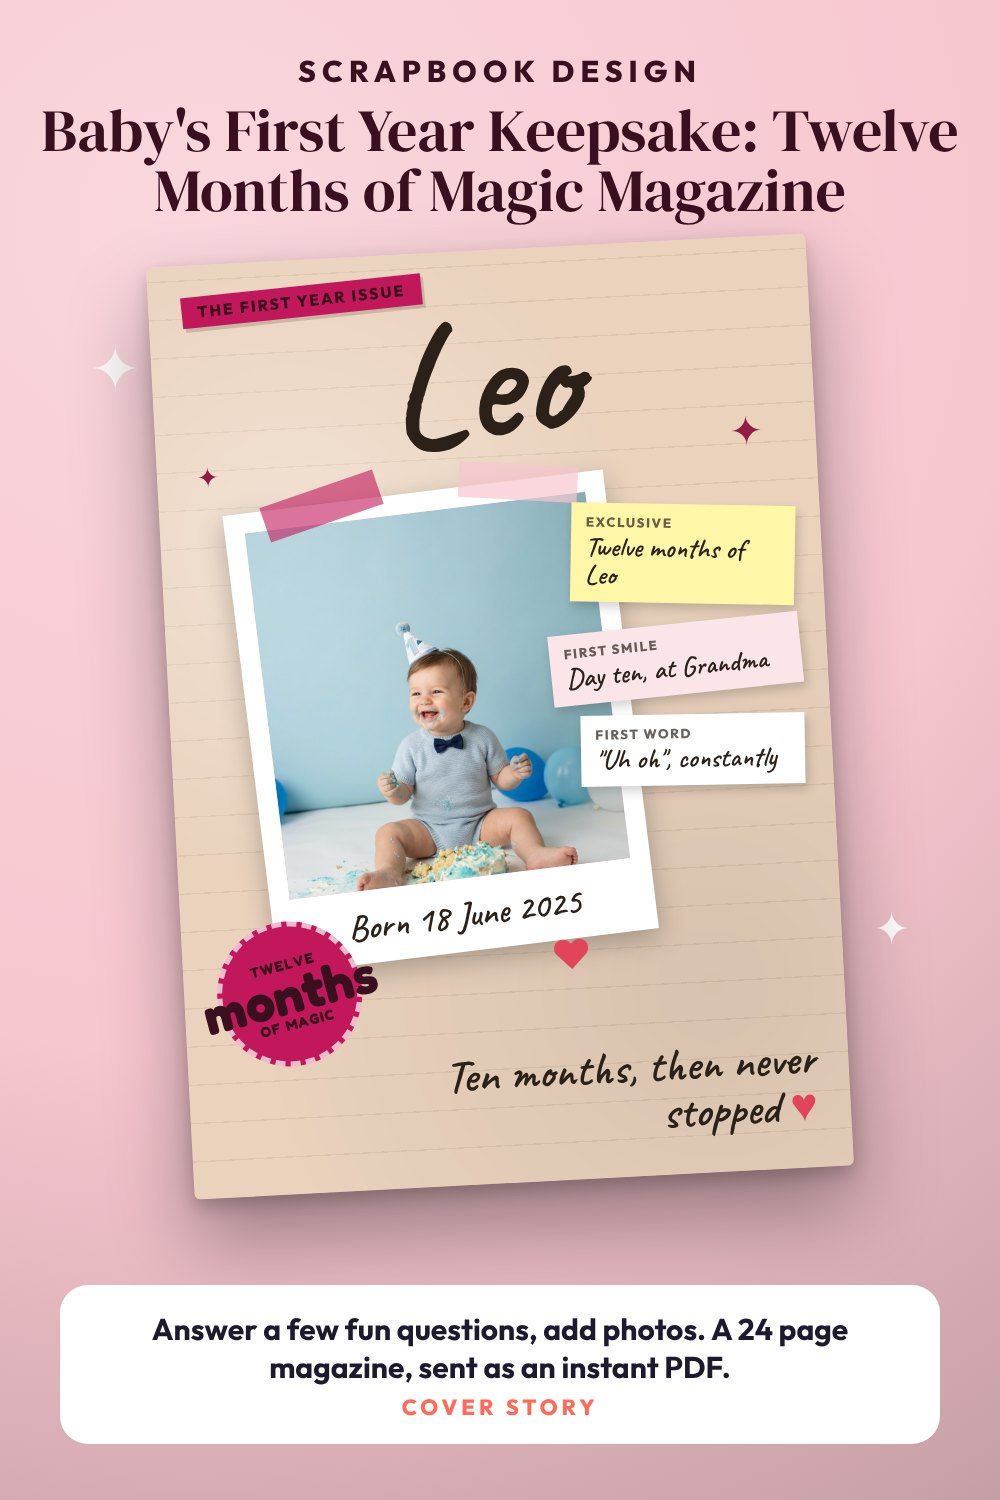 SCRAPBOOK DESIGN
Baby's First Year Keepsake: Twelve
Months of Magic Magazine
THE FIRST YEAR ISSUE
Leo
EXCLUSIVE
Twelve months of
Leo
FIRST SMILE
Day ten, at Grandma
FIRST WORD
"Uh oh", constantly
Born 18 June 2025
TWELVE
months
OF MAGIC
Ten months, then never
stopped ♥
Answer a few fun questions, add photos. A 24 page
magazine, sent as an instant PDF.
COVER STORY